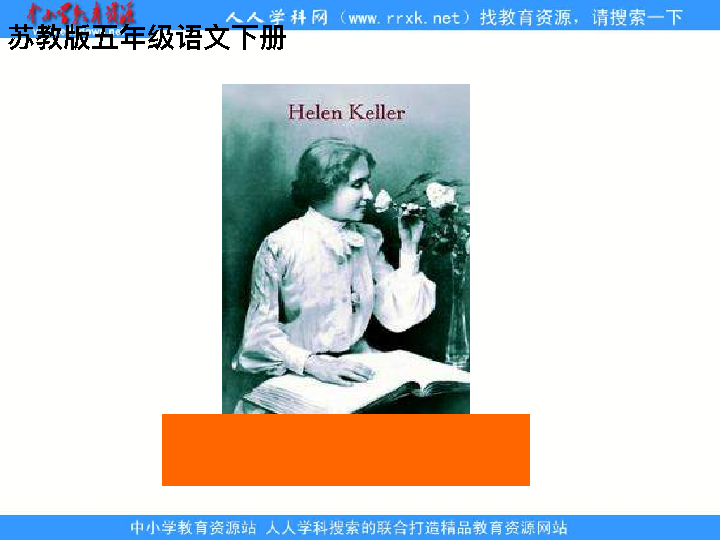 人人学科网（www.rrxk.net）找教育资源，请搜索一下
苏教版五年级语文下册
Helen Keller
中小学教育资源站 人人学科搜索的联合打造精品教育资源网站